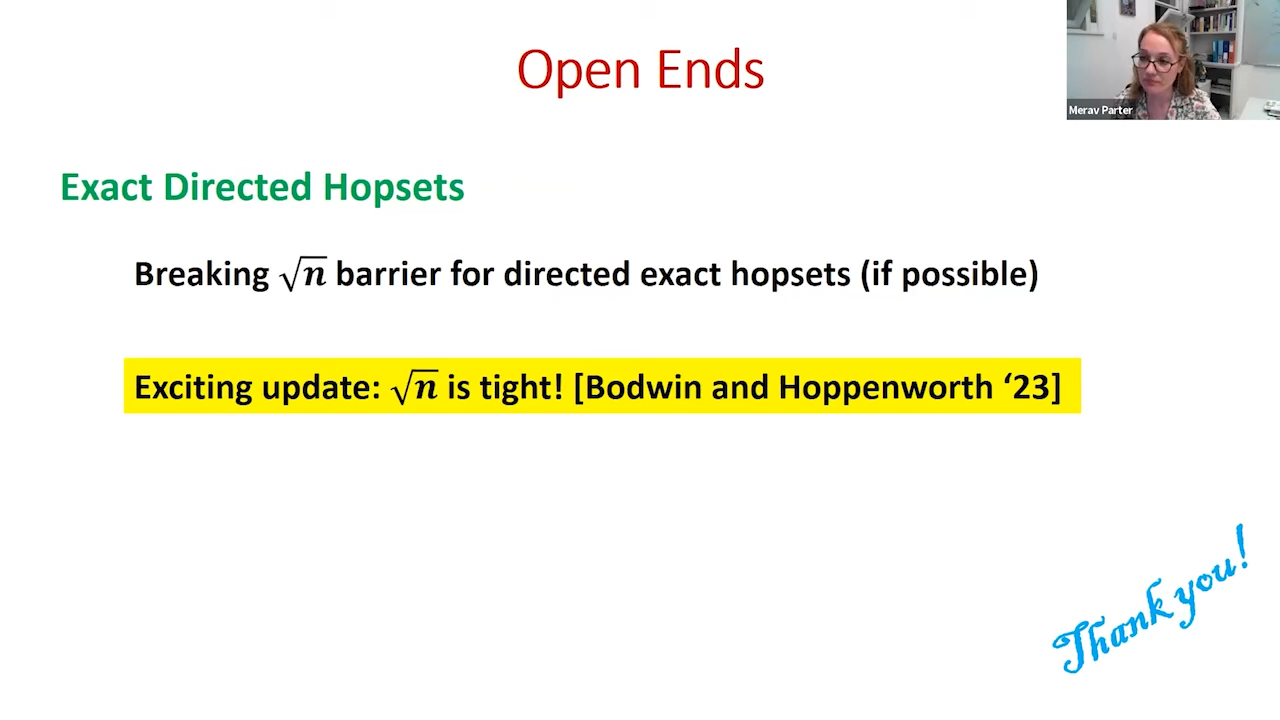 Open Ends
Merav Parter
Exact Directed Hopsets
Breaking √n barrier for directed exact hopsets (if possible)
Exciting update: √n is tight! [Bodwin and Hoppenworth ‘23]
Thank you!